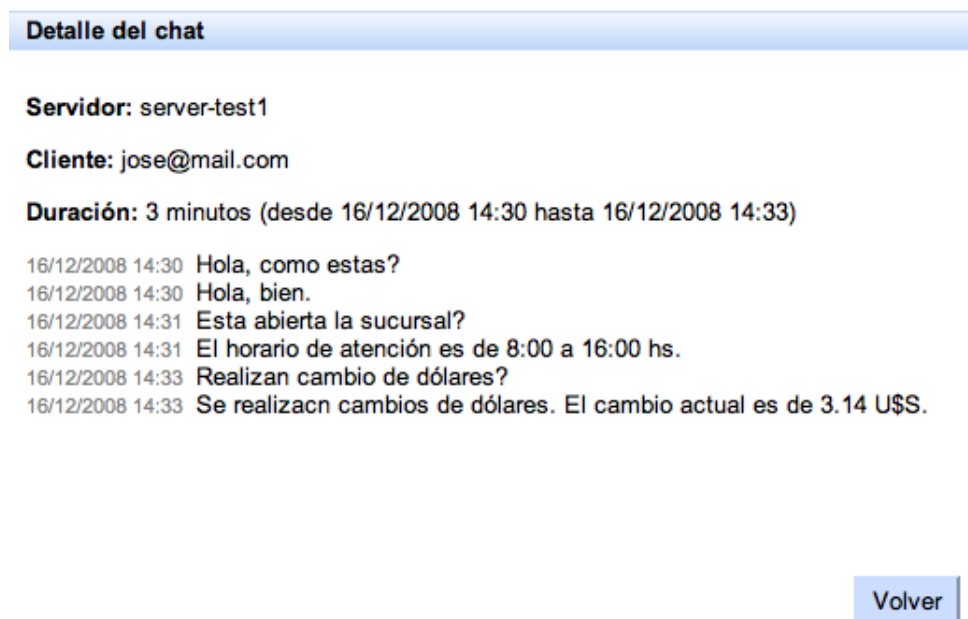 Detalle del chat
Servidor: server-test1
Cliente: jose@mail.com
Duración: 3 minutos (desde 16/12/2008 14:30 hasta 16/12/2008 14:33)
16/12/2008 14:30 Hola, como estas?
16/12/2008 14:30 Hola, bien.
16/12/2008 14:31 Esta abierta la sucursal?
16/12/2008 14:31 El horario de atención es de 8:00 a 16:00 hs.
16/12/2008 14:33 Realizan cambio de dólares?
16/12/2008 14:33 Se realizacn cambios de dólares. El cambio actual es de 3.14 U$S.
Volver